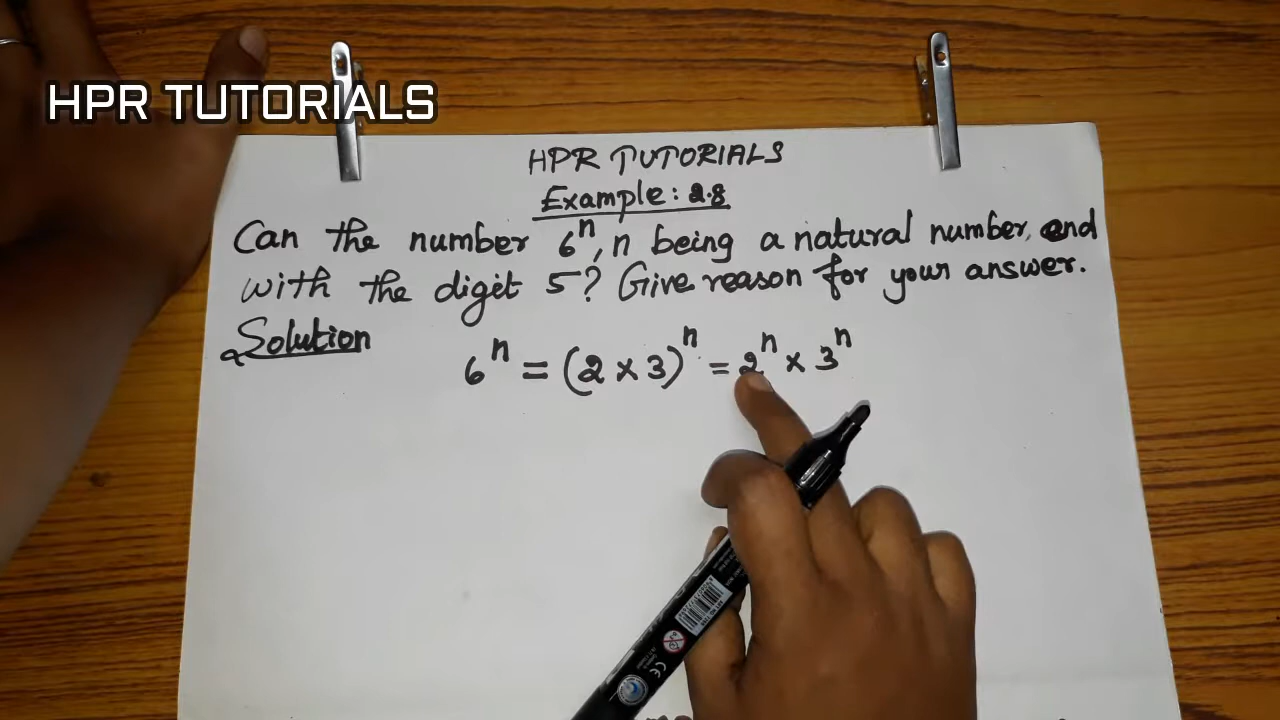 HPR TUTORIALS
HPR TUTORIALS
Example: 2.8
Can the number 6ⁿ, n being a natural number, end
with the digit 5? Give reason for your answer.
Solution
6ⁿ = (2 × 3)ⁿ = 2ⁿ × 3ⁿ